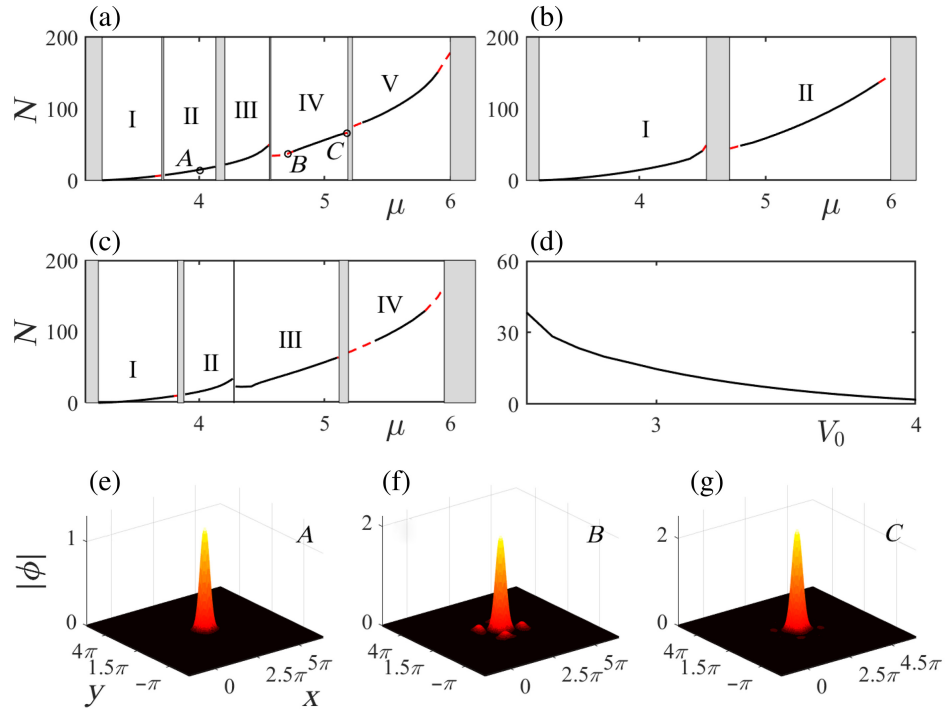 (a) (b)
200 200
N 100 I II III IV V 100 I II
A B C
0 0
4 5 6 4 5 6
μ μ
(c) (d)
200 60
N 100 I II III IV 30
0 0
4 5 6 3 4
μ V0
(e) (f) (g)
A B C
1 2 2
|ϕ|
0 0 0
4π 5π 4π 5π 4π 4.5π
1.5π 2.5π 1.5π 2.5π 1.5π 2.5π
-π 0 -π 0 -π 0
y x